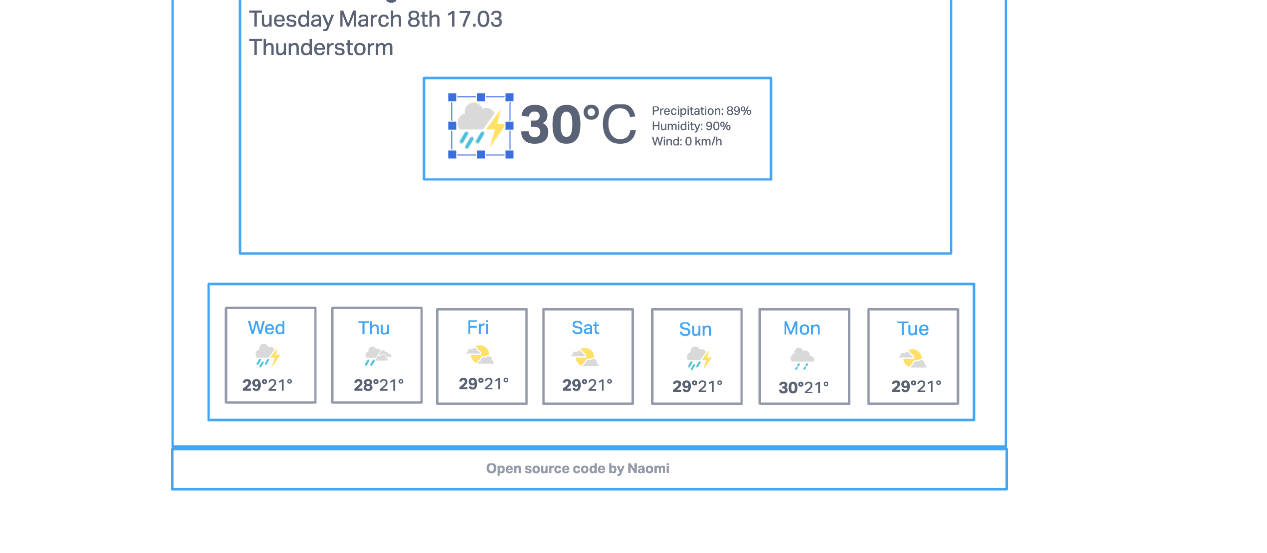 Tuesday March 8th 17.03
Thunderstorm
30°C
Precipitation: 89%
Humidity: 90%
Wind: 0 km/h
Wed
29°21°
Thu
28°21°
Fri
29°21°
Sat
29°21°
Sun
29°21°
Mon
30°21°
Tue
29°21°
Open source code by Naomi